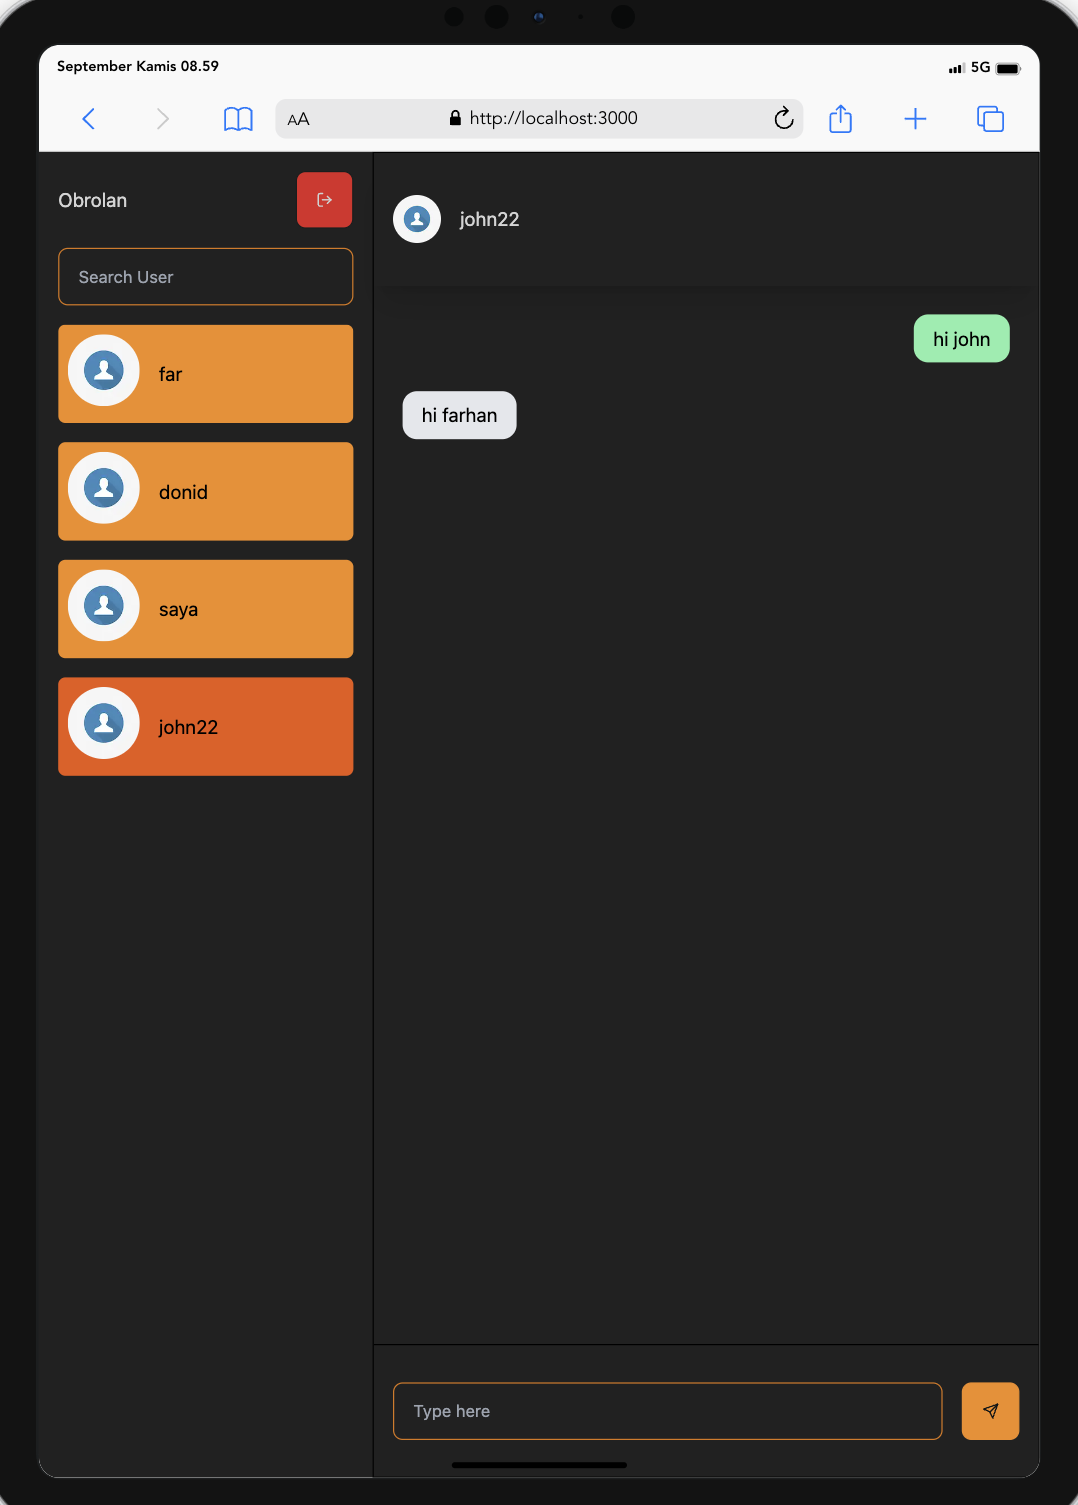 September Kamis 08.59
5G
AA
http://localhost:3000
Obrolan
Search User
far
donid
saya
john22
john22
hi john
hi farhan
Type here